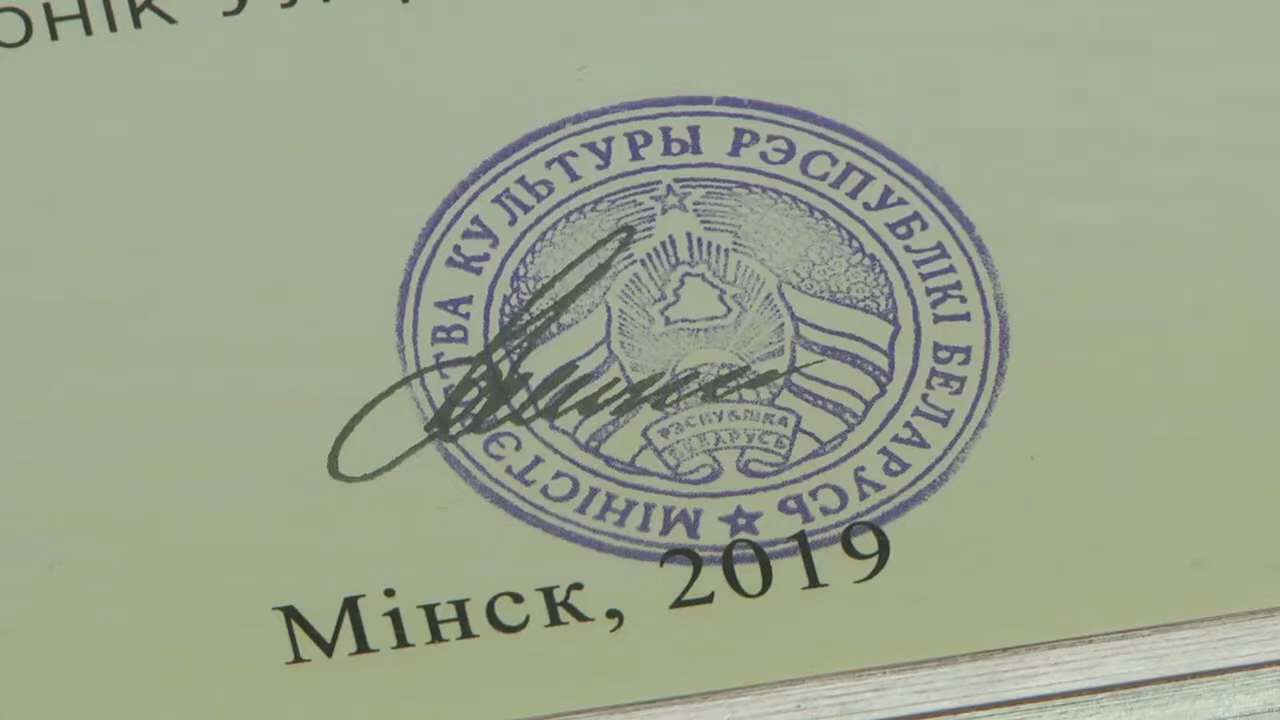 МІНІСТЭРСТВА КУЛЬТУРЫ РЭСПУБЛІКІ БЕЛАРУСЬ
РЭСПУБЛІКА
БЕЛАРУСЬ
Мінск, 2019